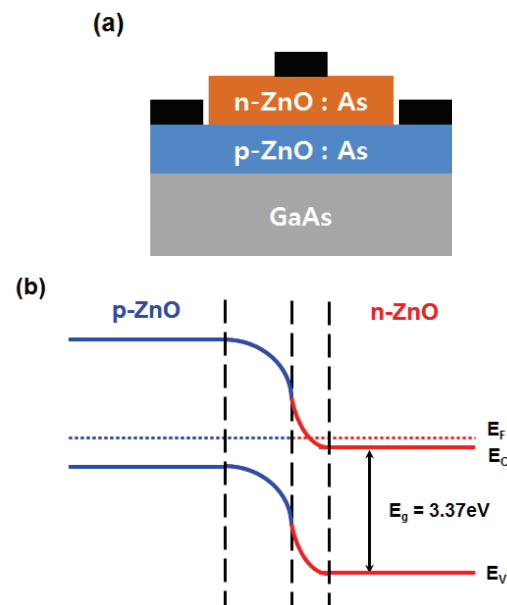 (a)
n-ZnO : As
p-ZnO : As
GaAs
(b)
p-ZnO
n-ZnO
E_F
E_C
E_g = 3.37eV
E_V